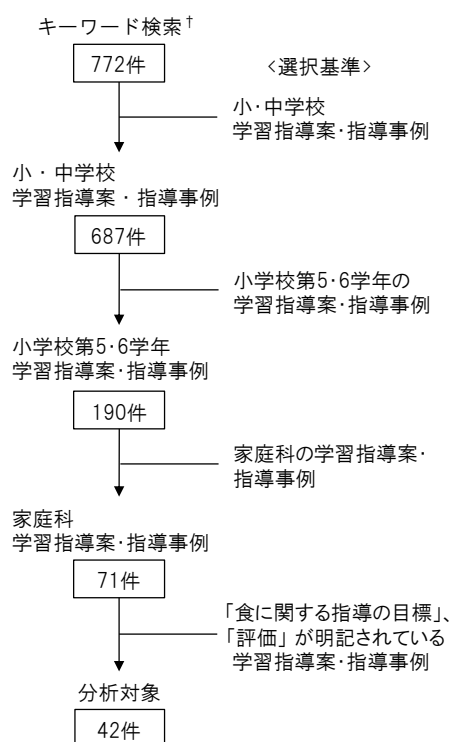 キーワード検索†
772件
<選択基準>
小・中学校
学習指導案・指導事例
小・中学校
学習指導案・指導事例
687件
小学校第5・6学年の
学習指導案・指導事例
小学校第5・6学年
学習指導案・指導事例
190件
家庭科の学習指導案・
指導事例
家庭科
学習指導案・指導事例
71件
「食に関する指導の目標」、
「評価」が明記されている
学習指導案・指導事例
分析対象
42件